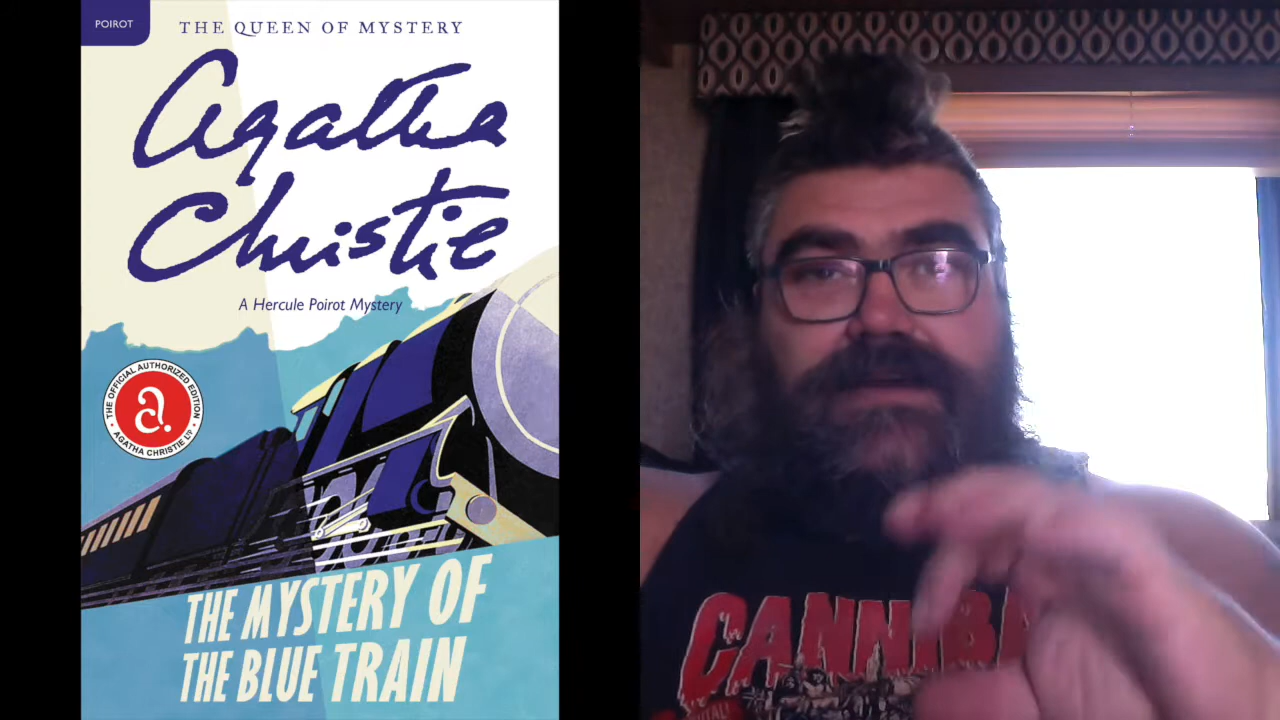 POIROT
THE QUEEN OF MYSTERY
Agatha
Christie
A Hercule Poirot Mystery
THE OFFICIAL AUTHORIZED EDITION
a.
AGATHA CHRISTIE LTD
THE MYSTERY OF
THE BLUE TRAIN
CANNIBA